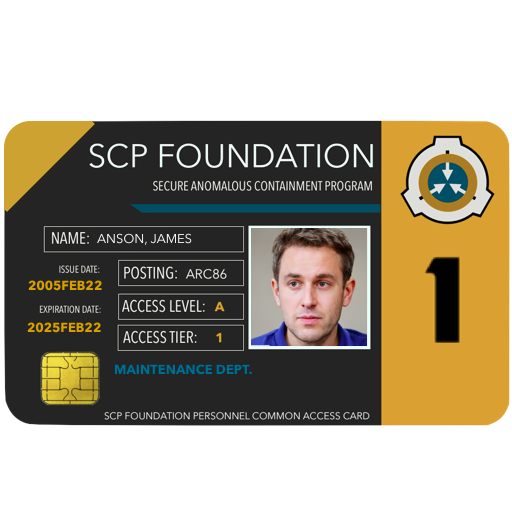 SCP FOUNDATION
SECURE ANOMALOUS CONTAINMENT PROGRAM
NAME: ANSON, JAMES
ISSUE DATE:
2005FEB22
EXPIRATION DATE:
2025FEB22
POSTING: ARC86
ACCESS LEVEL: A
ACCESS TIER: 1
MAINTENANCE DEPT.
SCP FOUNDATION PERSONNEL COMMON ACCESS CARD
1